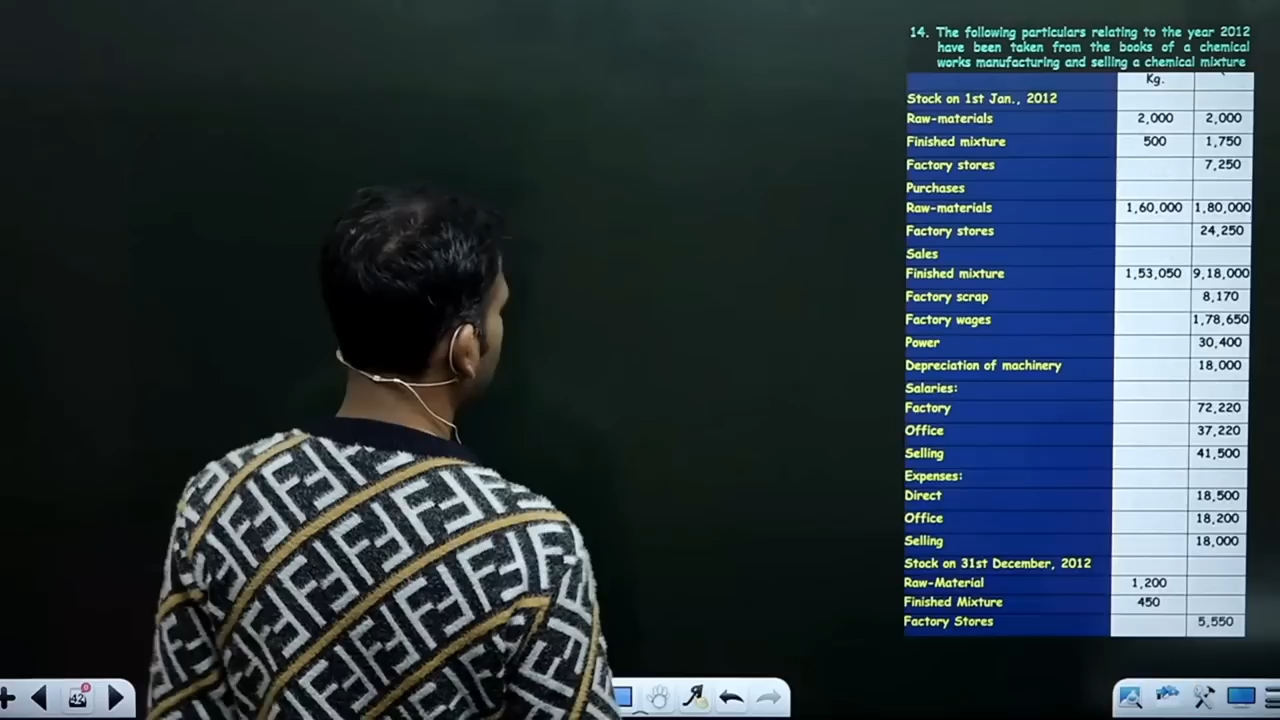 14. The following particulars relating to the year 2012
have been taken from the books of a chemical
works manufacturing and selling a chemical mixture
Kg.
Stock on 1st Jan., 2012
Raw-materials 2,000 2,000
Finished mixture 500 1,750
Factory stores 7,250
Purchases
Raw-materials 1,60,000 1,80,000
Factory stores 24,250
Sales
Finished mixture 1,53,050 9,18,000
Factory scrap 8,170
Factory wages 1,78,650
Power 30,400
Depreciation of machinery 18,000
Salaries:
Factory 72,220
Office 37,220
Selling 41,500
Expenses:
Direct 18,500
Office 18,200
Selling 18,000
Stock on 31st December, 2012
Raw-Material 1,200
Finished Mixture 450
Factory Stores 5,550
42